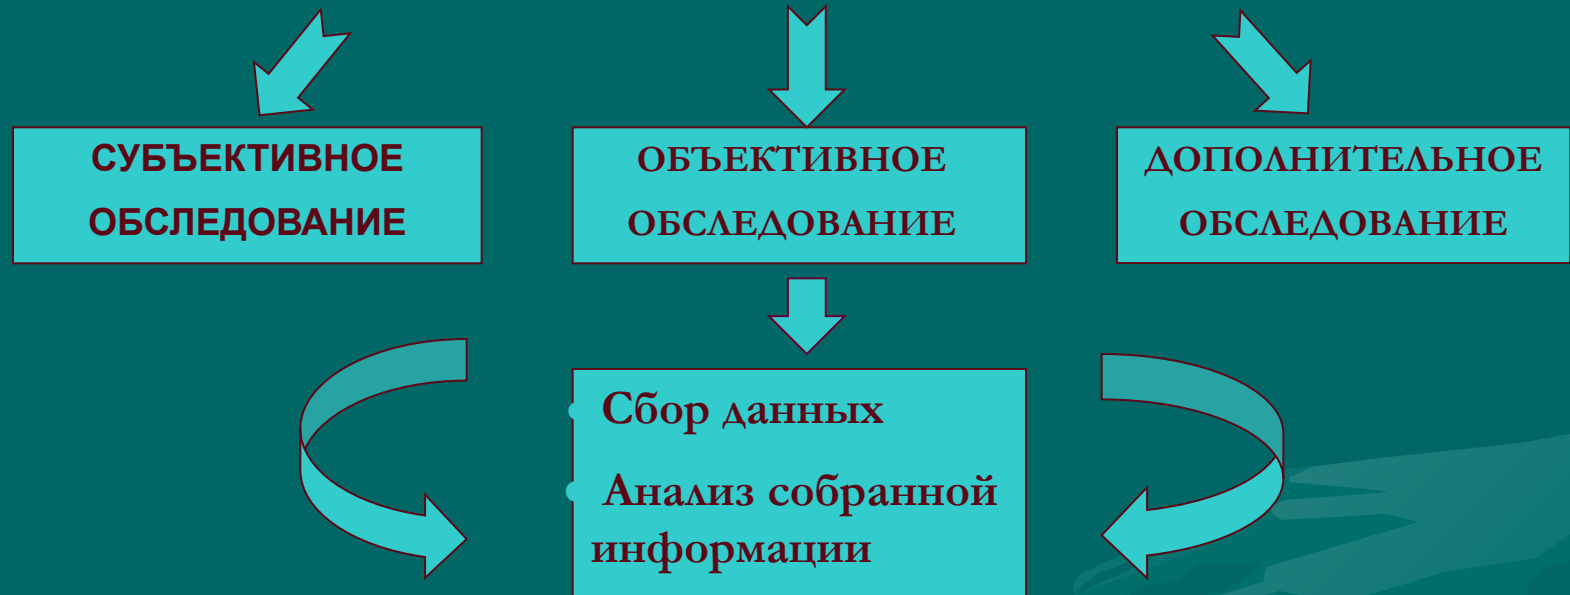 СУБЪЕКТИВНОЕ
ОБСЛЕДОВАНИЕ
ОБЪЕКТИВНОЕ
ОБСЛЕДОВАНИЕ
ДОПОЛНИТЕЛЬНОЕ
ОБСЛЕДОВАНИЕ
• Сбор данных
• Анализ собранной
информации